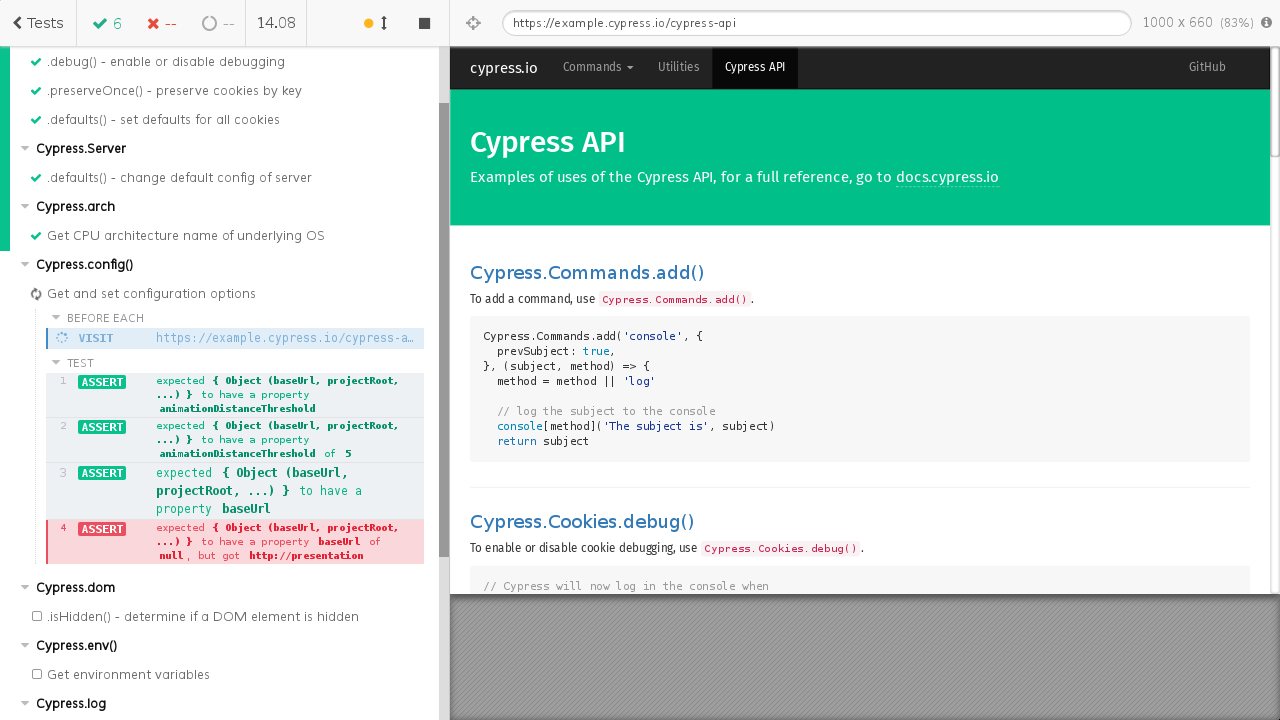 Tests
6
--
--
14.08
https://example.cypress.io/cypress-api
1000 x 660 (83%)
.debug() - enable or disable debugging
.preserveOnce() - preserve cookies by key
.defaults() - set defaults for all cookies
Cypress.Server
.defaults() - change default config of server
Cypress.arch
Get CPU architecture name of underlying OS
Cypress.config()
Get and set configuration options
BEFORE EACH
VISIT https://example.cypress.io/cypress-a…
TEST
1 ASSERT expected { Object (baseUrl, projectRoot,
...) } to have a property
animationDistanceThreshold
2 ASSERT expected { Object (baseUrl, projectRoot,
...) } to have a property
animationDistanceThreshold of 5
3 ASSERT expected { Object (baseUrl,
projectRoot, ...) } to have a
property baseUrl
4 ASSERT expected { Object (baseUrl, projectRoot,
...) } to have a property baseUrl of
null, but got http://presentation
Cypress.dom
.isHidden() - determine if a DOM element is hidden
Cypress.env()
Get environment variables
Cypress.log
cypress.io Commands Utilities Cypress API GitHub
Cypress API
Examples of uses of the Cypress API, for a full reference, go to docs.cypress.io
Cypress.Commands.add()
To add a command, use Cypress.Commands.add().
Cypress.Commands.add('console', {
prevSubject: true,
}, (subject, method) => {
method = method || 'log'
// log the subject to the console
console[method]('The subject is', subject)
return subject
Cypress.Cookies.debug()
To enable or disable cookie debugging, use Cypress.Cookies.debug().
// Cypress will now log in the console when